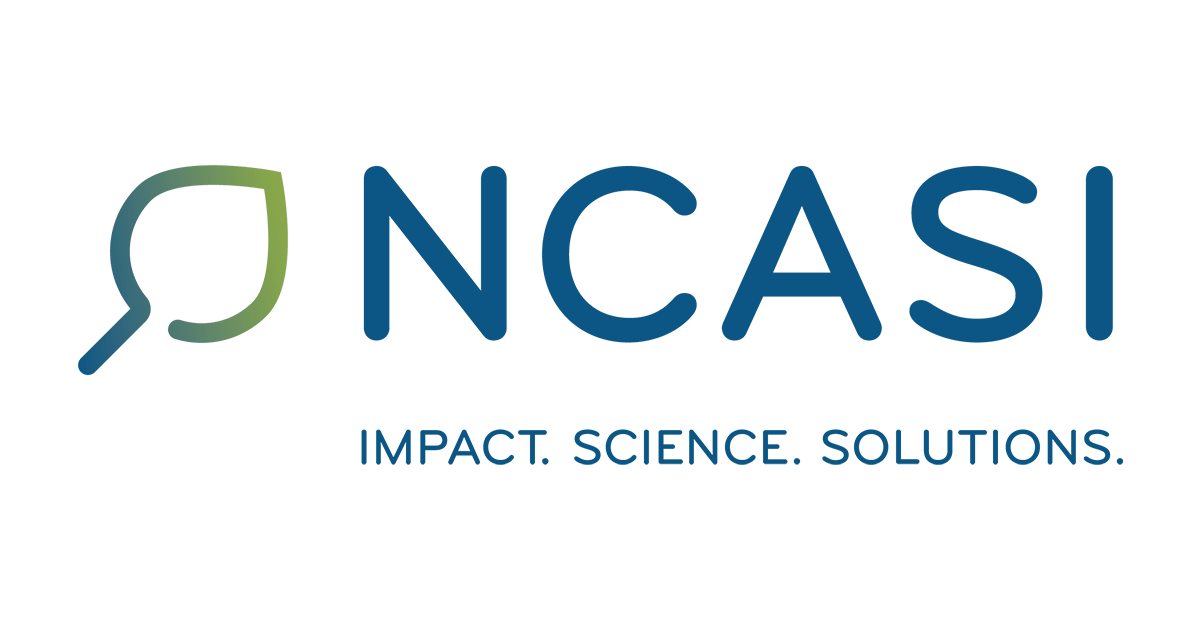 NCASI
IMPACT. SCIENCE. SOLUTIONS.